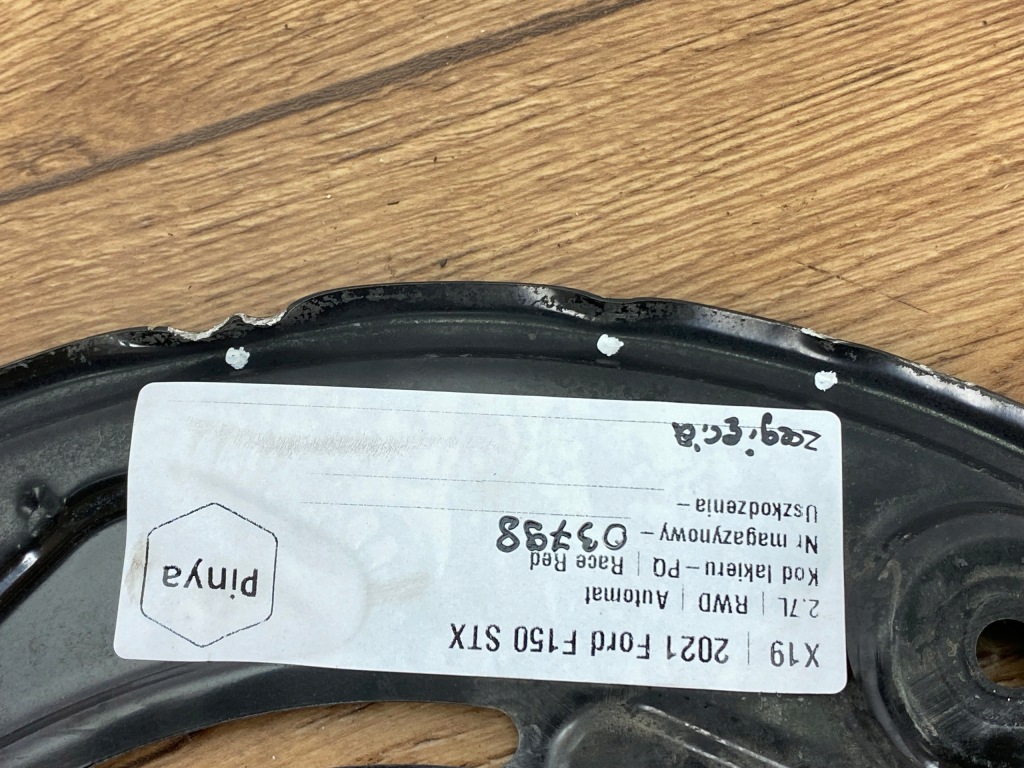 X19 | 2021 Ford F150 STX
2.7L | RWD | Automat
Kod lakieru – PQ | Race Red
Nr magazynowy – 03798
Uszkodzenia –
zagięcia
Pinya